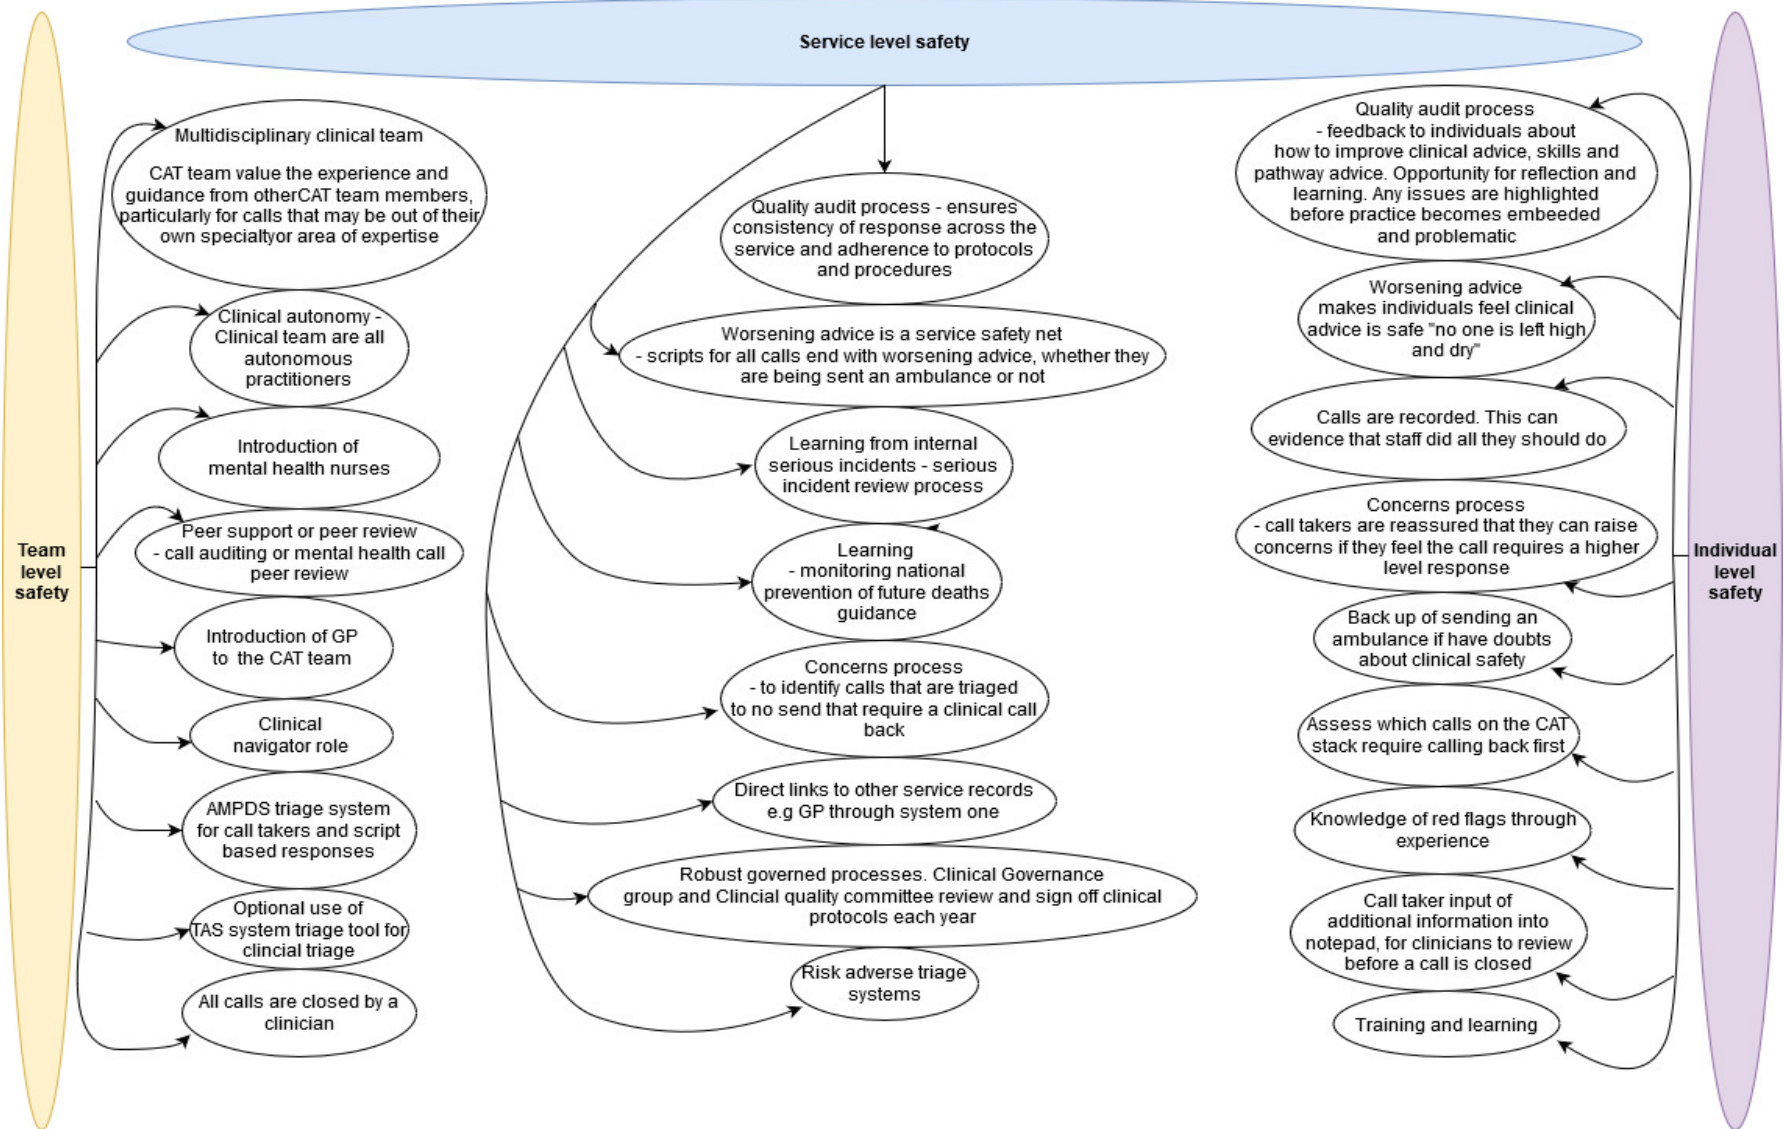 Service level safety
Team
level
safety
Multidisciplinary clinical team
CAT team value the experience and
guidance from otherCAT team members,
particularly for calls that may be out of their
own specialtyor area of expertise
Clinical autonomy -
Clinical team are all
autonomous
practitioners
Introduction of
mental health nurses
Peer support or peer review
- call auditing or mental health call
peer review
Introduction of GP
to the CAT team
Clinical
navigator role
AMPDS triage system
for call takers and script
based responses
Optional use of
TAS system triage tool for
clincial triage
All calls are closed by a
clinician
Quality audit process - ensures
consistency of response across the
service and adherence to protocols
and procedures
Worsening advice is a service safety net
- scripts for all calls end with worsening advice, whether they
are being sent an ambulance or not
Learning from internal
serious incidents - serious
incident review process
Learning
- monitoring national
prevention of future deaths
guidance
Concerns process
- to identify calls that are triaged
to no send that require a clinical call
back
Direct links to other service records
e.g GP through system one
Robust governed processes. Clinical Governance
group and Clincial quality committee review and sign off clinical
protocols each year
Risk adverse triage
systems
Quality audit process
- feedback to individuals about
how to improve clinical advice, skills and
pathway advice. Opportunity for reflection and
learning. Any issues are highlighted
before practice becomes embeeded
and problematic
Worsening advice
makes individuals feel clinical
advice is safe "no one is left high
and dry"
Calls are recorded. This can
evidence that staff did all they should do
Concerns process
- call takers are reassured that they can raise
concerns if they feel the call requires a higher
level response
Back up of sending an
ambulance if have doubts
about clinical safety
Assess which calls on the CAT
stack require calling back first
Knowledge of red flags through
experience
Call taker input of
additional information into
notepad, for clinicians to review
before a call is closed
Training and learning
Individual
level
safety